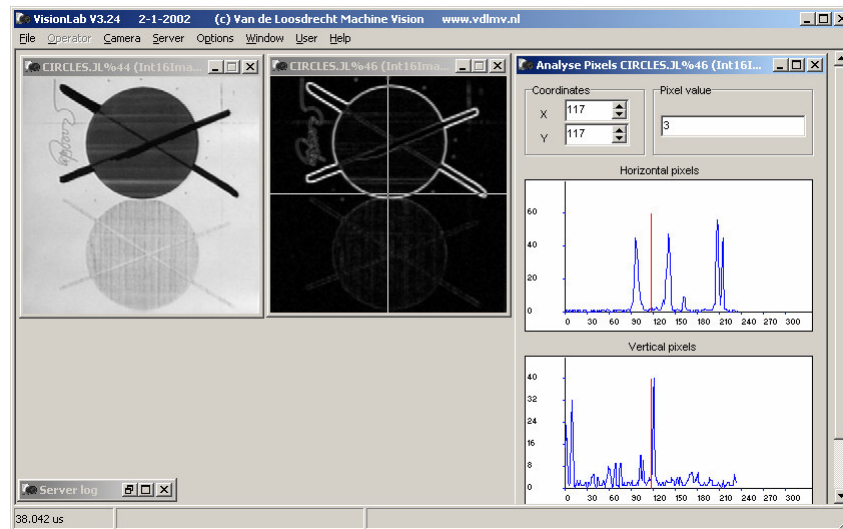 VisionLab V3.24 2-1-2002 (c) Van de Loosdrecht Machine Vision www.vdlmv.nl
File Operator Camera Server Options Window User Help
CIRCLES.JL%44 (Int16Ima...
CIRCLES.JL%46 (Int16Ima...
Analyse Pixels CIRCLES.JL%46 (Int16I...
Coordinates
X 117
Y 117
Pixel value
3
Horizontal pixels
60
40
20
0
0 30 60 90 120 150 180 210 240 270 300
Vertical pixels
40
32
24
16
8
0
0 30 60 90 120 150 180 210 240 270 300
Server log
38.042 us